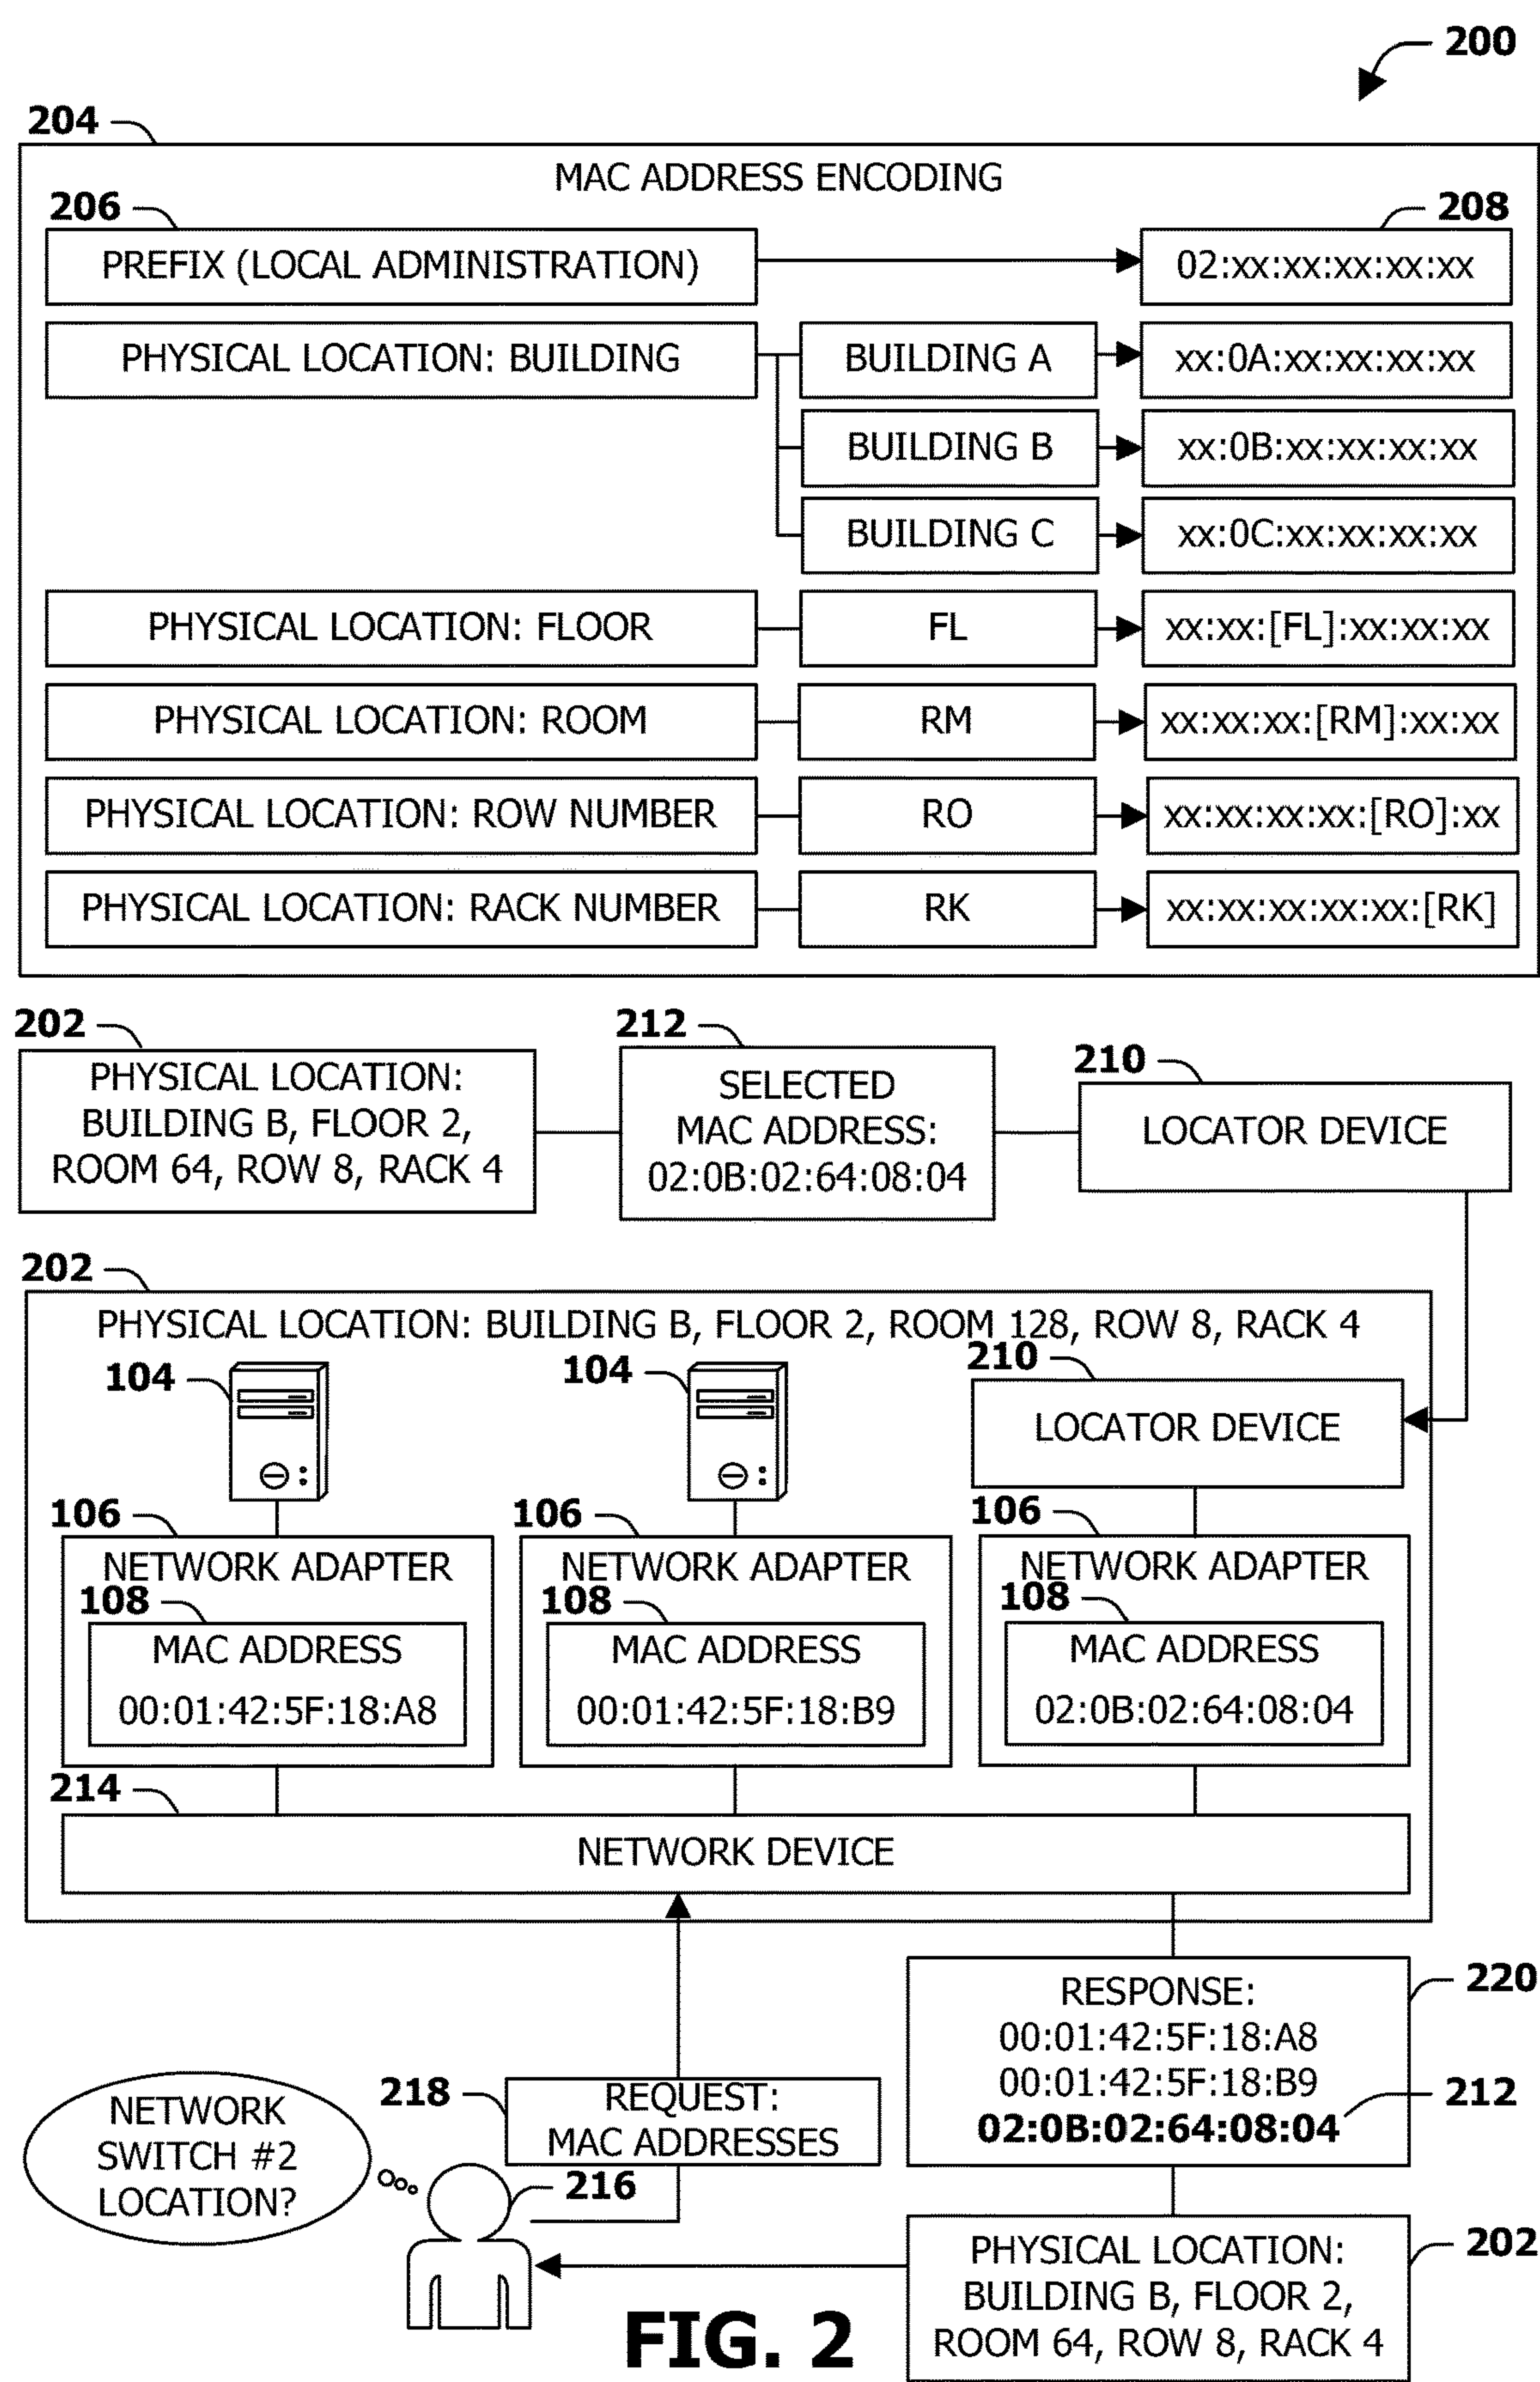 200
204
MAC ADDRESS ENCODING
206
208
PREFIX (LOCAL ADMINISTRATION)
02:xx:xx:xx:xx:xx
PHYSICAL LOCATION: BUILDING
BUILDING A
xx:0A:xx:xx:xx:xx
BUILDING B
xx:0B:xx:xx:xx:xx
BUILDING C
xx:0C:xx:xx:xx:xx
PHYSICAL LOCATION: FLOOR
FL
xx:xx:[FL]:xx:xx:xx
PHYSICAL LOCATION: ROOM
RM
xx:xx:xx:[RM]:xx:xx
PHYSICAL LOCATION: ROW NUMBER
RO
xx:xx:xx:xx:[RO]:xx
PHYSICAL LOCATION: RACK NUMBER
RK
xx:xx:xx:xx:xx:[RK]
202
PHYSICAL LOCATION:
BUILDING B, FLOOR 2,
ROOM 64, ROW 8, RACK 4
212
SELECTED
MAC ADDRESS:
02:0B:02:64:08:04
210
LOCATOR DEVICE
202
PHYSICAL LOCATION: BUILDING B, FLOOR 2, ROOM 128, ROW 8, RACK 4
104
104
210
LOCATOR DEVICE
106
NETWORK ADAPTER
108
MAC ADDRESS
00:01:42:5F:18:A8
106
NETWORK ADAPTER
108
MAC ADDRESS
00:01:42:5F:18:B9
106
NETWORK ADAPTER
108
MAC ADDRESS
02:0B:02:64:08:04
214
NETWORK DEVICE
220
RESPONSE:
00:01:42:5F:18:A8
00:01:42:5F:18:B9
02:0B:02:64:08:04
212
218
REQUEST:
MAC ADDRESSES
NETWORK
SWITCH #2
LOCATION?
216
202
PHYSICAL LOCATION:
BUILDING B, FLOOR 2,
ROOM 64, ROW 8, RACK 4
FIG. 2